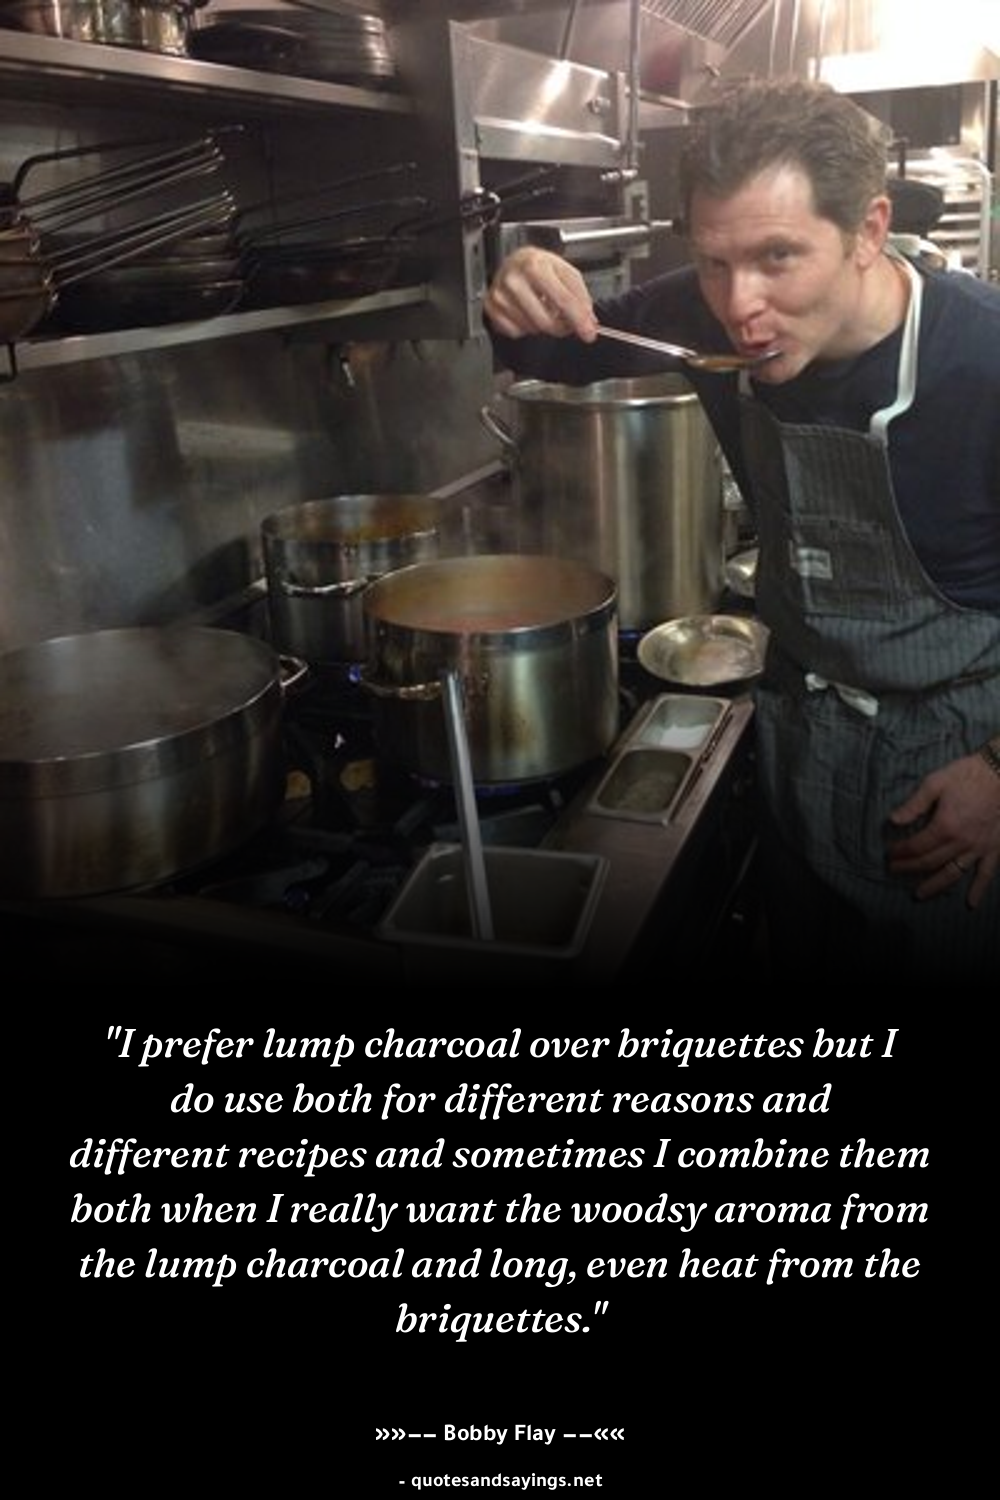 "I prefer lump charcoal over briquettes but I
do use both for different reasons and
different recipes and sometimes I combine them
both when I really want the woodsy aroma from
the lump charcoal and long, even heat from the
briquettes."
»»–– Bobby Flay ––««
- quotesandsayings.net